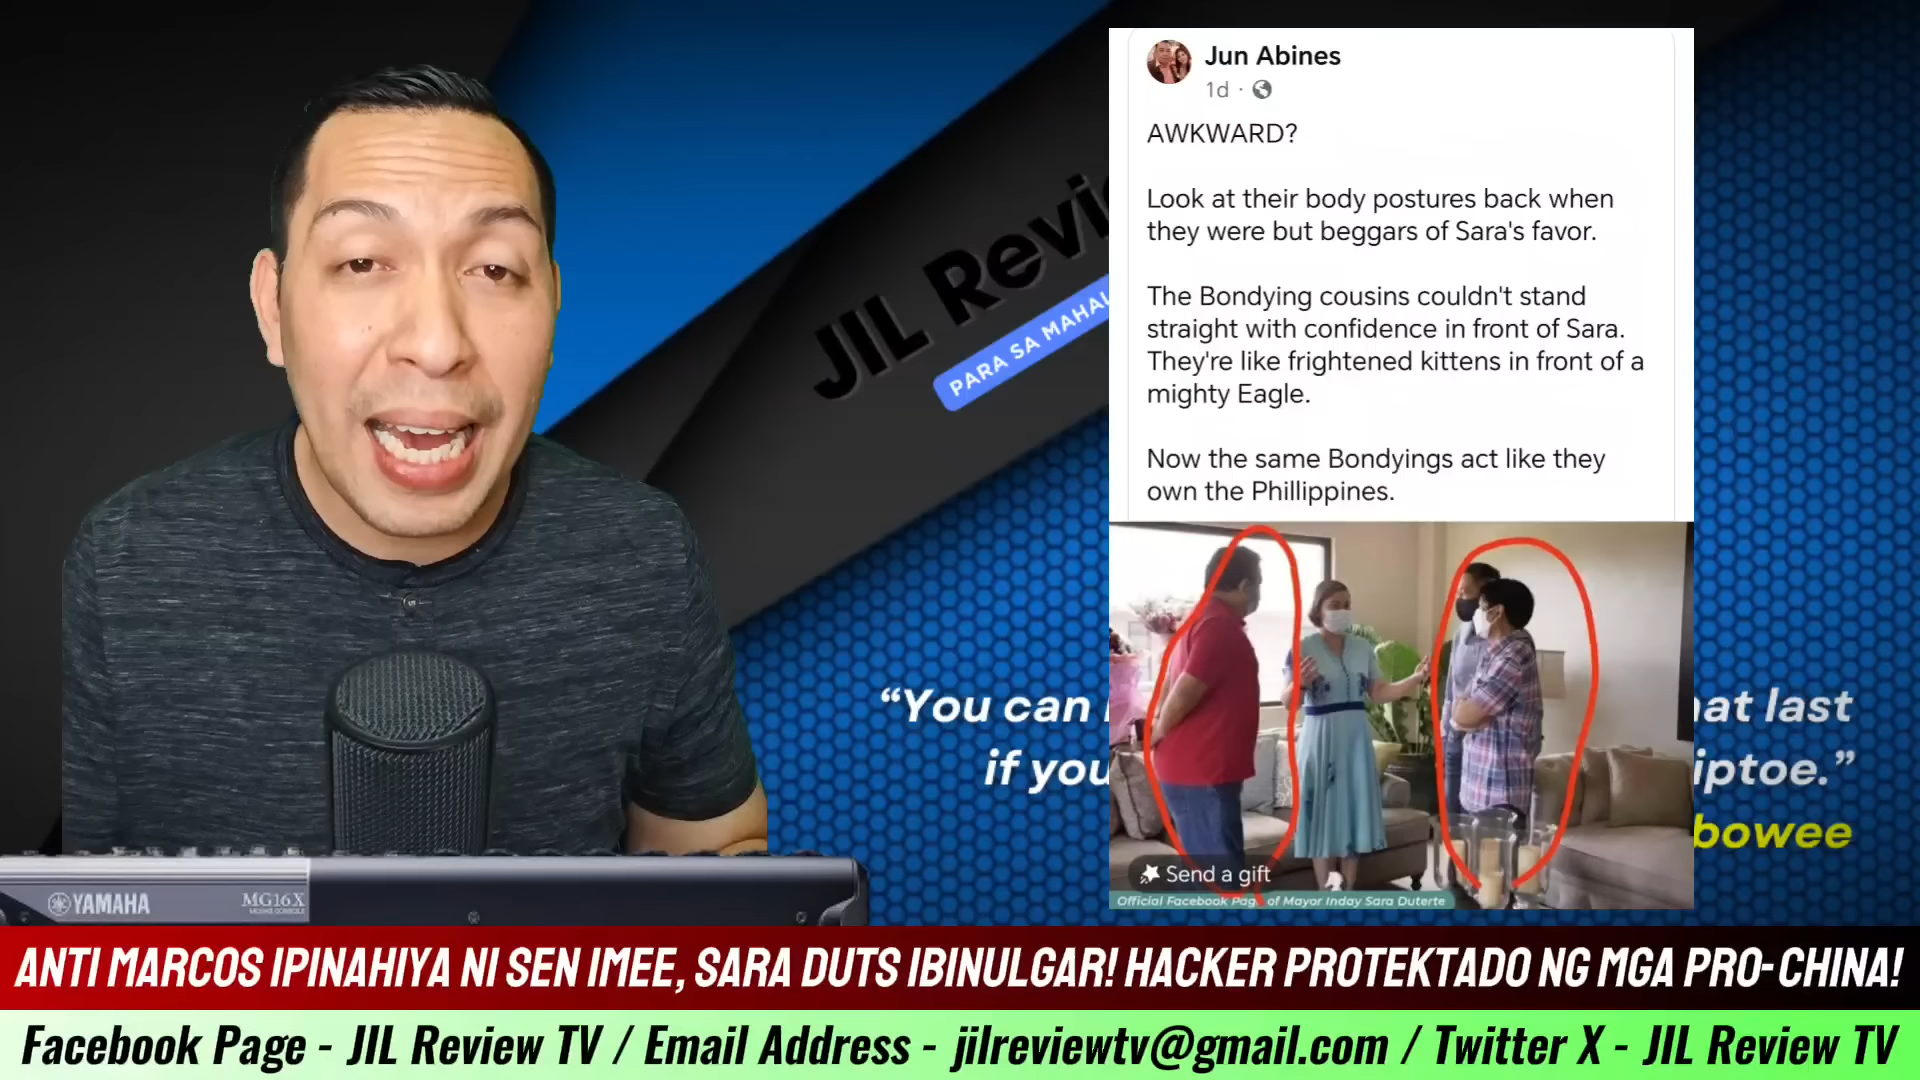 Jun Abines
1d ·
AWKWARD?
Look at their body postures back when
they were but beggars of Sara's favor.
The Bondying cousins couldn't stand
straight with confidence in front of Sara.
They're like frightened kittens in front of a
mighty Eagle.
Now the same Bondyings act like they
own the Phillippines.
Send a gift
Official Facebook Page of Mayor Inday Sara Duterte
JIL Revi
PARA SA MAHAL
“You can
at last
if you
iptoe.”
bowee
YAMAHA
MG16X
MIXING CONSOLE
ANTI MARCOS IPINAHIYA NI SEN IMEE, SARA DUTS IBINULGAR! HACKER PROTEKTADO NG MGA PRO-CHINA!
Facebook Page - JIL Review TV / Email Address - jilreviewtv@gmail.com / Twitter X - JIL Review TV